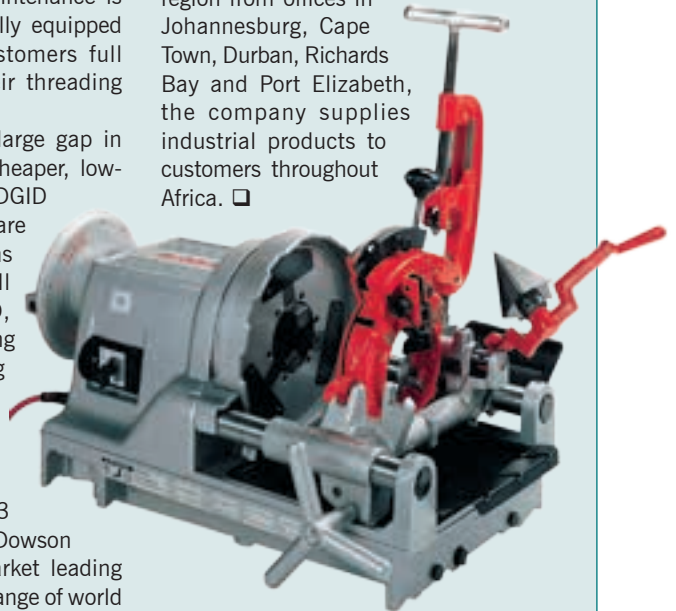 intenance is
lly equipped
stomers full
ir threading
large gap in
heaper, low-
DGID
are
ll
ng
g
3
Dowson
rket leading
ange of world
region from offices in
Johannesburg, Cape
Town, Durban, Richards
Bay and Port Elizabeth,
the company supplies
industrial products to
customers throughout
Africa. ❑